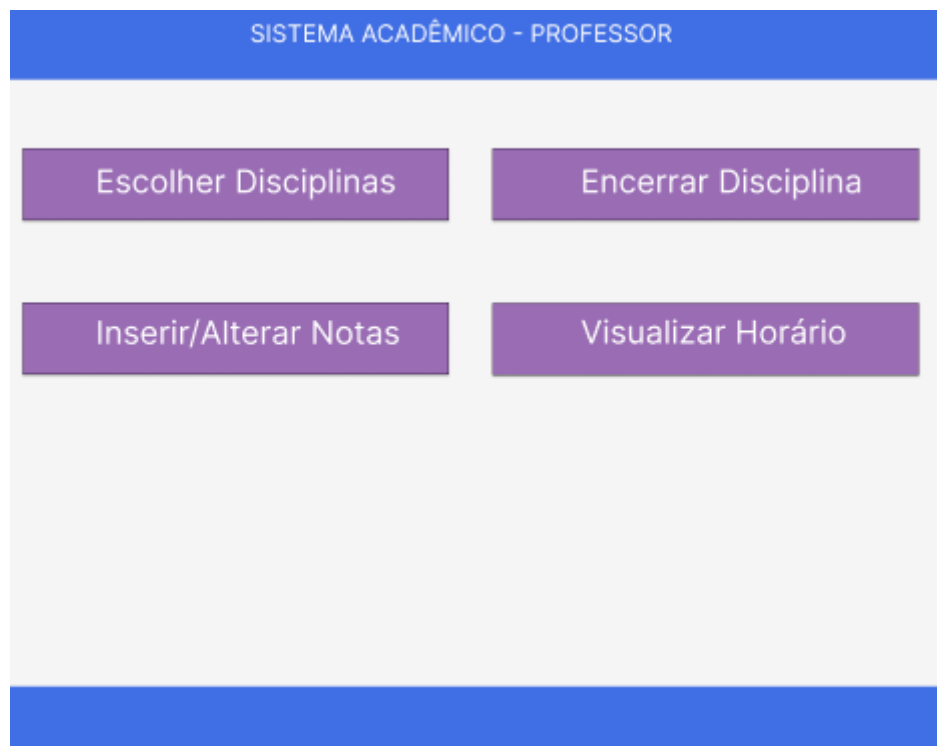 SISTEMA ACADÊMICO - PROFESSOR
Escolher Disciplinas
Encerrar Disciplina
Inserir/Alterar Notas
Visualizar Horário